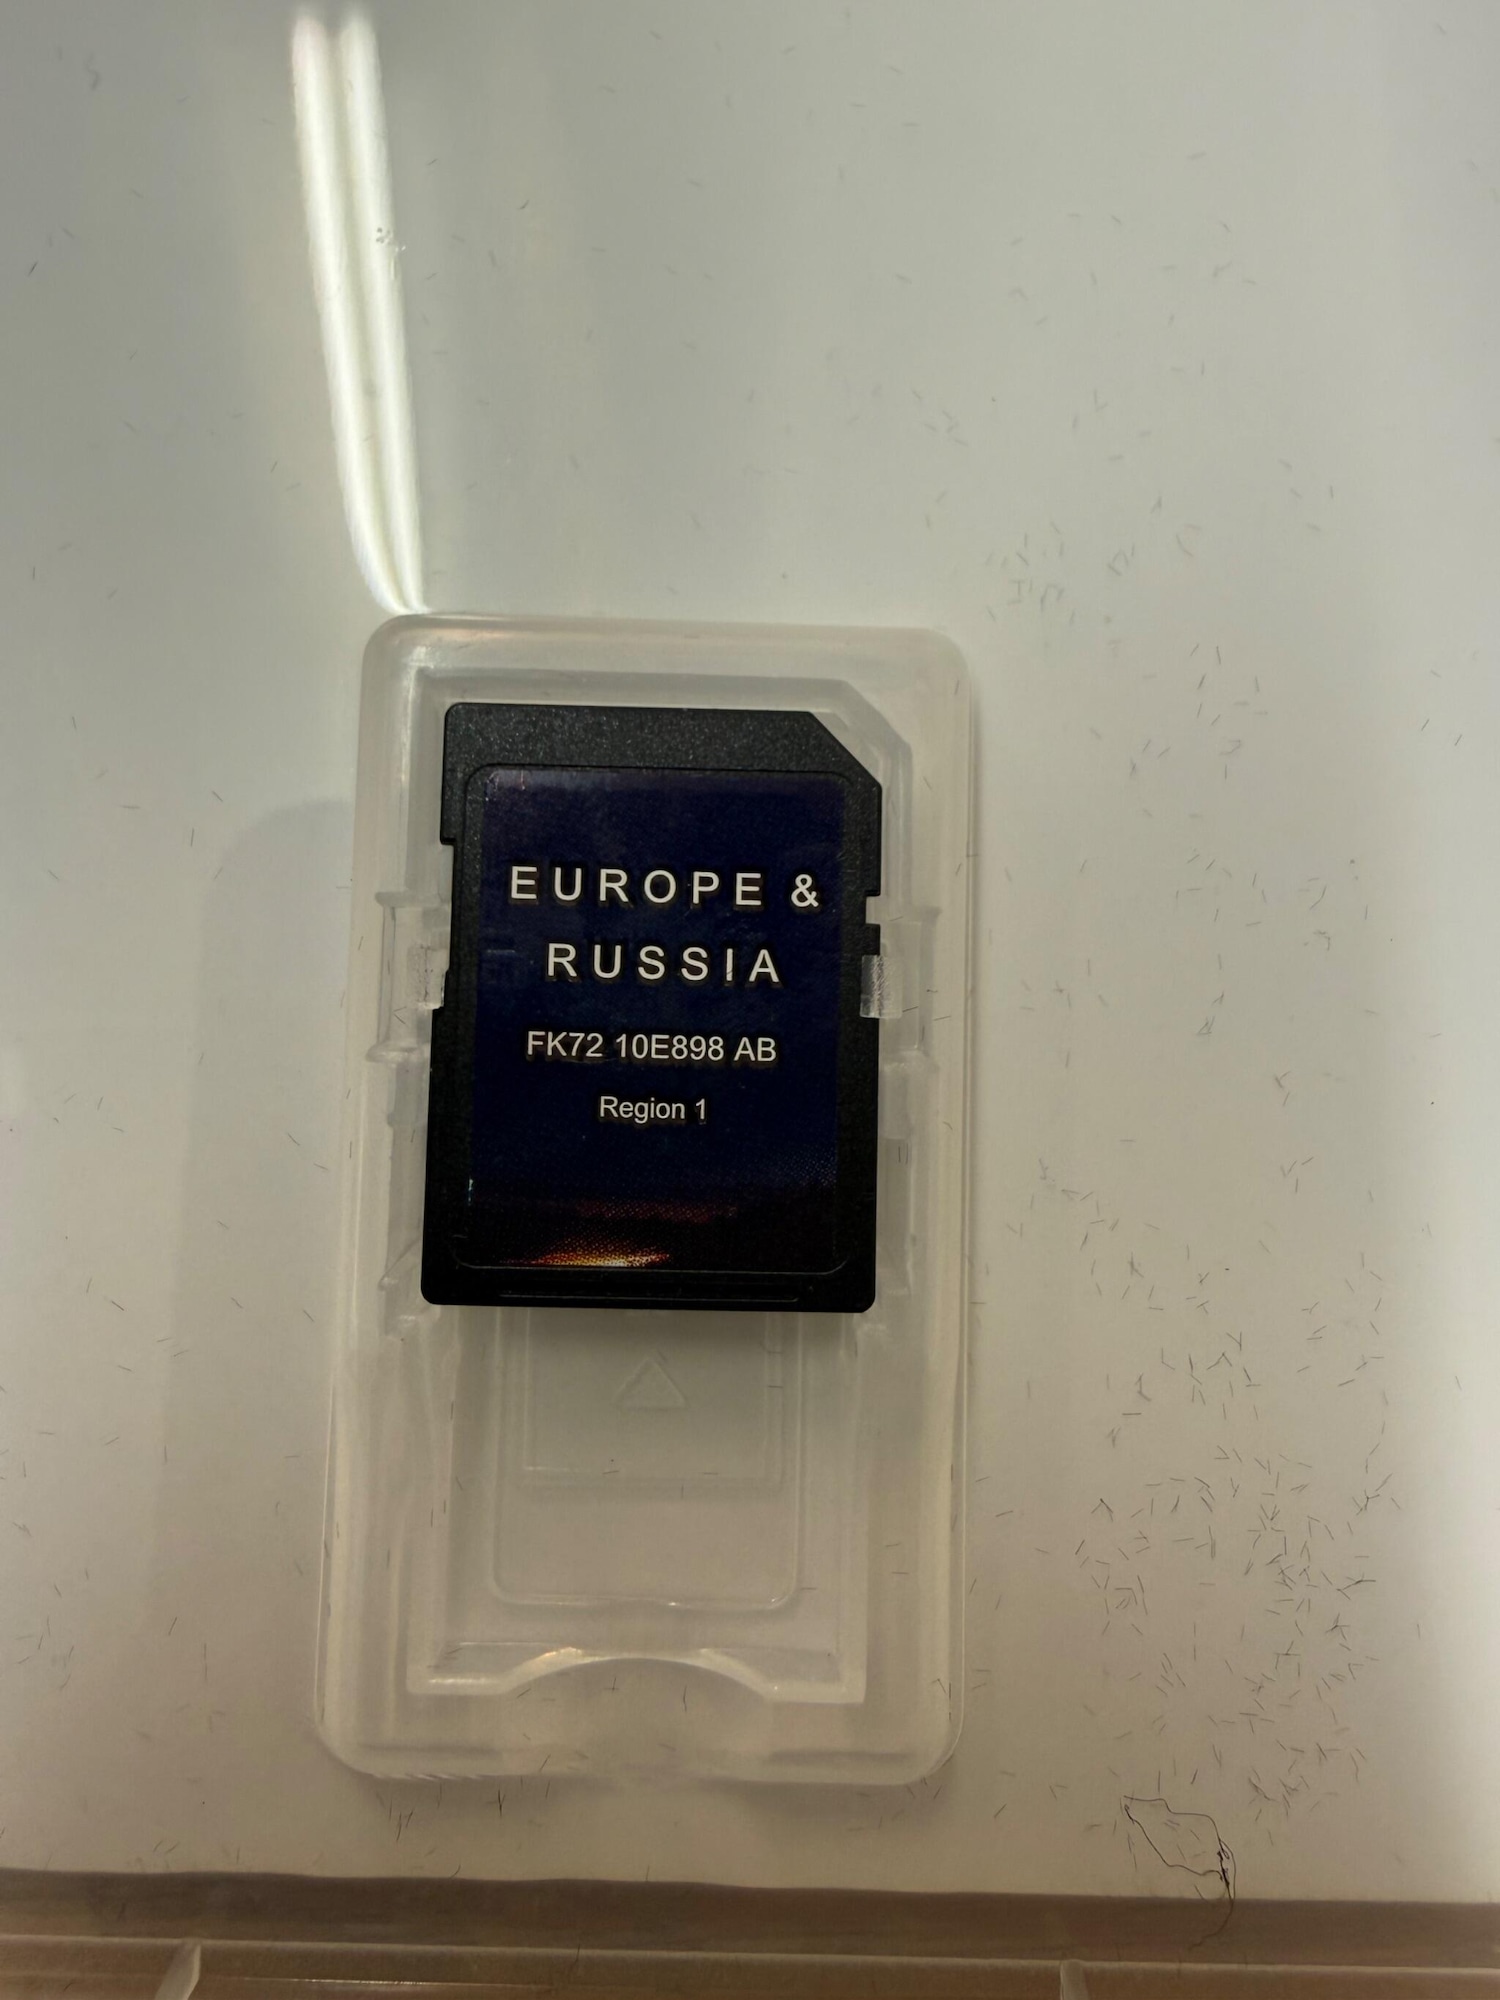 EUROPE &
RUSSIA
FK72 10E898 AB
Region 1